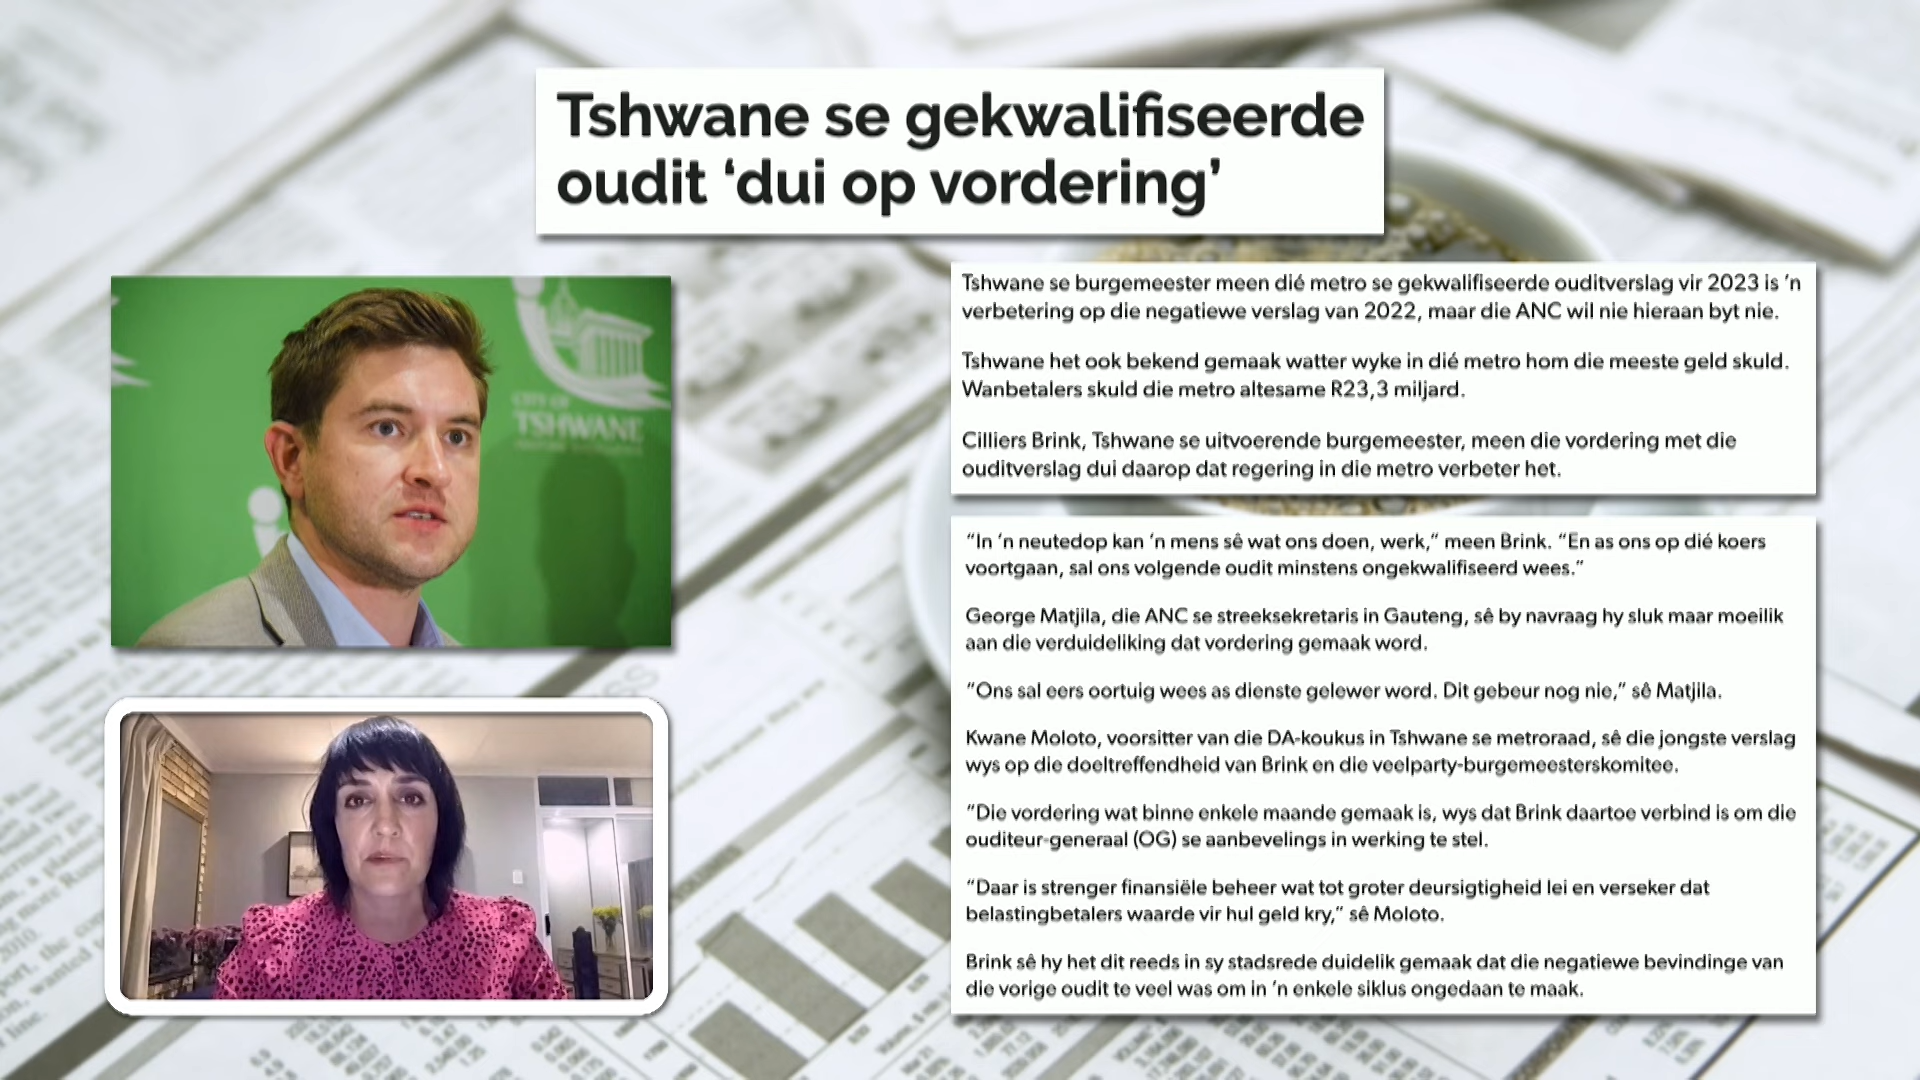 Tshwane se gekwalifiseerde
oudit ‘dui op vordering’
CITY OF
TSHWANE
Tshwane se burgemeester meen dié metro se gekwalifiseerde ouditverslag vir 2023 is ’n
verbetering op die negatiewe verslag van 2022, maar die ANC wil nie hieraan byt nie.
Tshwane het ook bekend gemaak watter wyke in dié metro hom die meeste geld skuld.
Wanbetalers skuld die metro altesame R23,3 miljard.
Cilliers Brink, Tshwane se uitvoerende burgemeester, meen die vordering met die
ouditverslag dui daarop dat regering in die metro verbeter het.
“In ’n neutedop kan ’n mens sê wat ons doen, werk,“ meen Brink. “En as ons op dié koers
voortgaan, sal ons volgende oudit minstens ongekwalifiseerd wees.”
George Matjila, die ANC se streeksekretaris in Gauteng, sê by navraag hy sluk maar moeilik
aan die verduideliking dat vordering gemaak word.
“Ons sal eers oortuig wees as dienste gelewer word. Dit gebeur nog nie,” sê Matjila.
Kwane Moloto, voorsitter van die DA-koukus in Tshwane se metroraad, sê die jongste verslag
wys op die doeltreffendheid van Brink en die veelparty-burgemeesterskomitee.
“Die vordering wat binne enkele maande gemaak is, wys dat Brink daartoe verbind is om die
ouditeur-generaal (OG) se aanbevelings in werking te stel.
“Daar is strenger finansiële beheer wat tot groter deursigtigheid lei en verseker dat
belastingbetalers waarde vir hul geld kry,” sê Moloto.
Brink sê hy het dit reeds in sy stadsrede duidelik gemaak dat die negatiewe bevindinge van
die vorige oudit te veel was om in ’n enkele siklus ongedaan te maak.